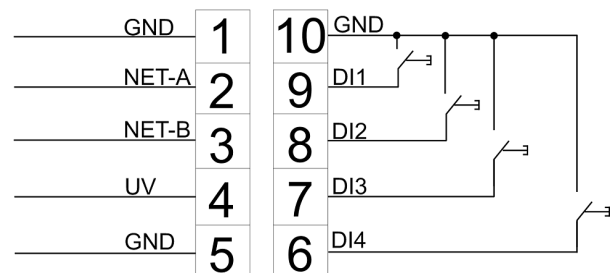 GND 1 10 GND
NET-A 2 9 DI1
NET-B 3 8 DI2
UV 4 7 DI3
GND 5 6 DI4